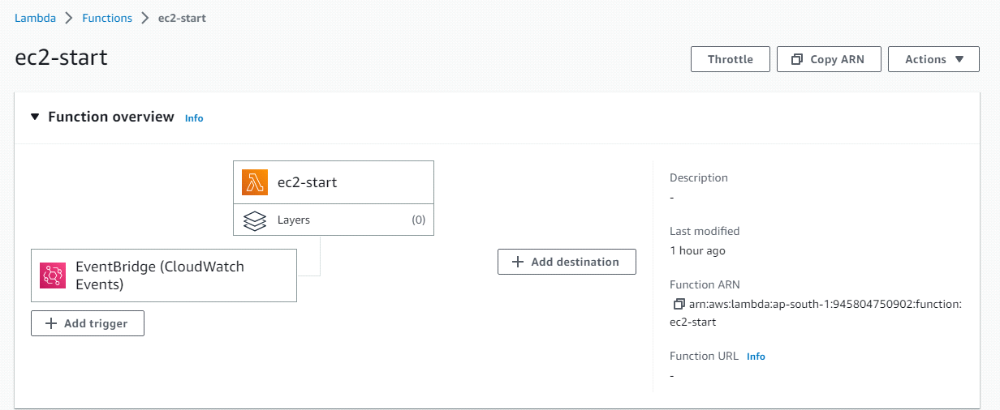 Lambda > Functions > ec2-start
ec2-start
Throttle
Copy ARN
Actions ▼
▼ Function overview Info
ec2-start
Layers (0)
EventBridge (CloudWatch
Events)
+ Add trigger
+ Add destination
Description
-
Last modified
1 hour ago
Function ARN
arn:aws:lambda:ap-south-1:945804750902:function:
ec2-start
Function URL Info
-